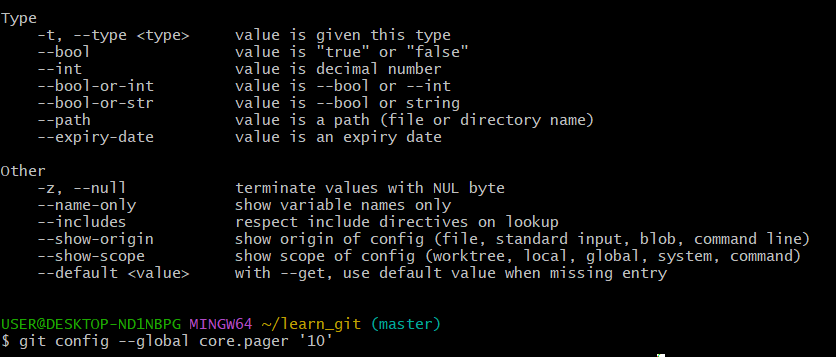 Type
    -t, --type <type>     value is given this type
    --bool                value is "true" or "false"
    --int                 value is decimal number
    --bool-or-int         value is --bool or --int
    --bool-or-str         value is --bool or string
    --path                value is a path (file or directory name)
    --expiry-date         value is an expiry date
Other
    -z, --null            terminate values with NUL byte
    --name-only           show variable names only
    --includes            respect include directives on lookup
    --show-origin         show origin of config (file, standard input, blob, command line)
    --show-scope          show scope of config (worktree, local, global, system, command)
    --default <value>     with --get, use default value when missing entry
USER@DESKTOP-ND1NBPG MINGW64 ~/learn_git (master)
$ git config --global core.pager '10'